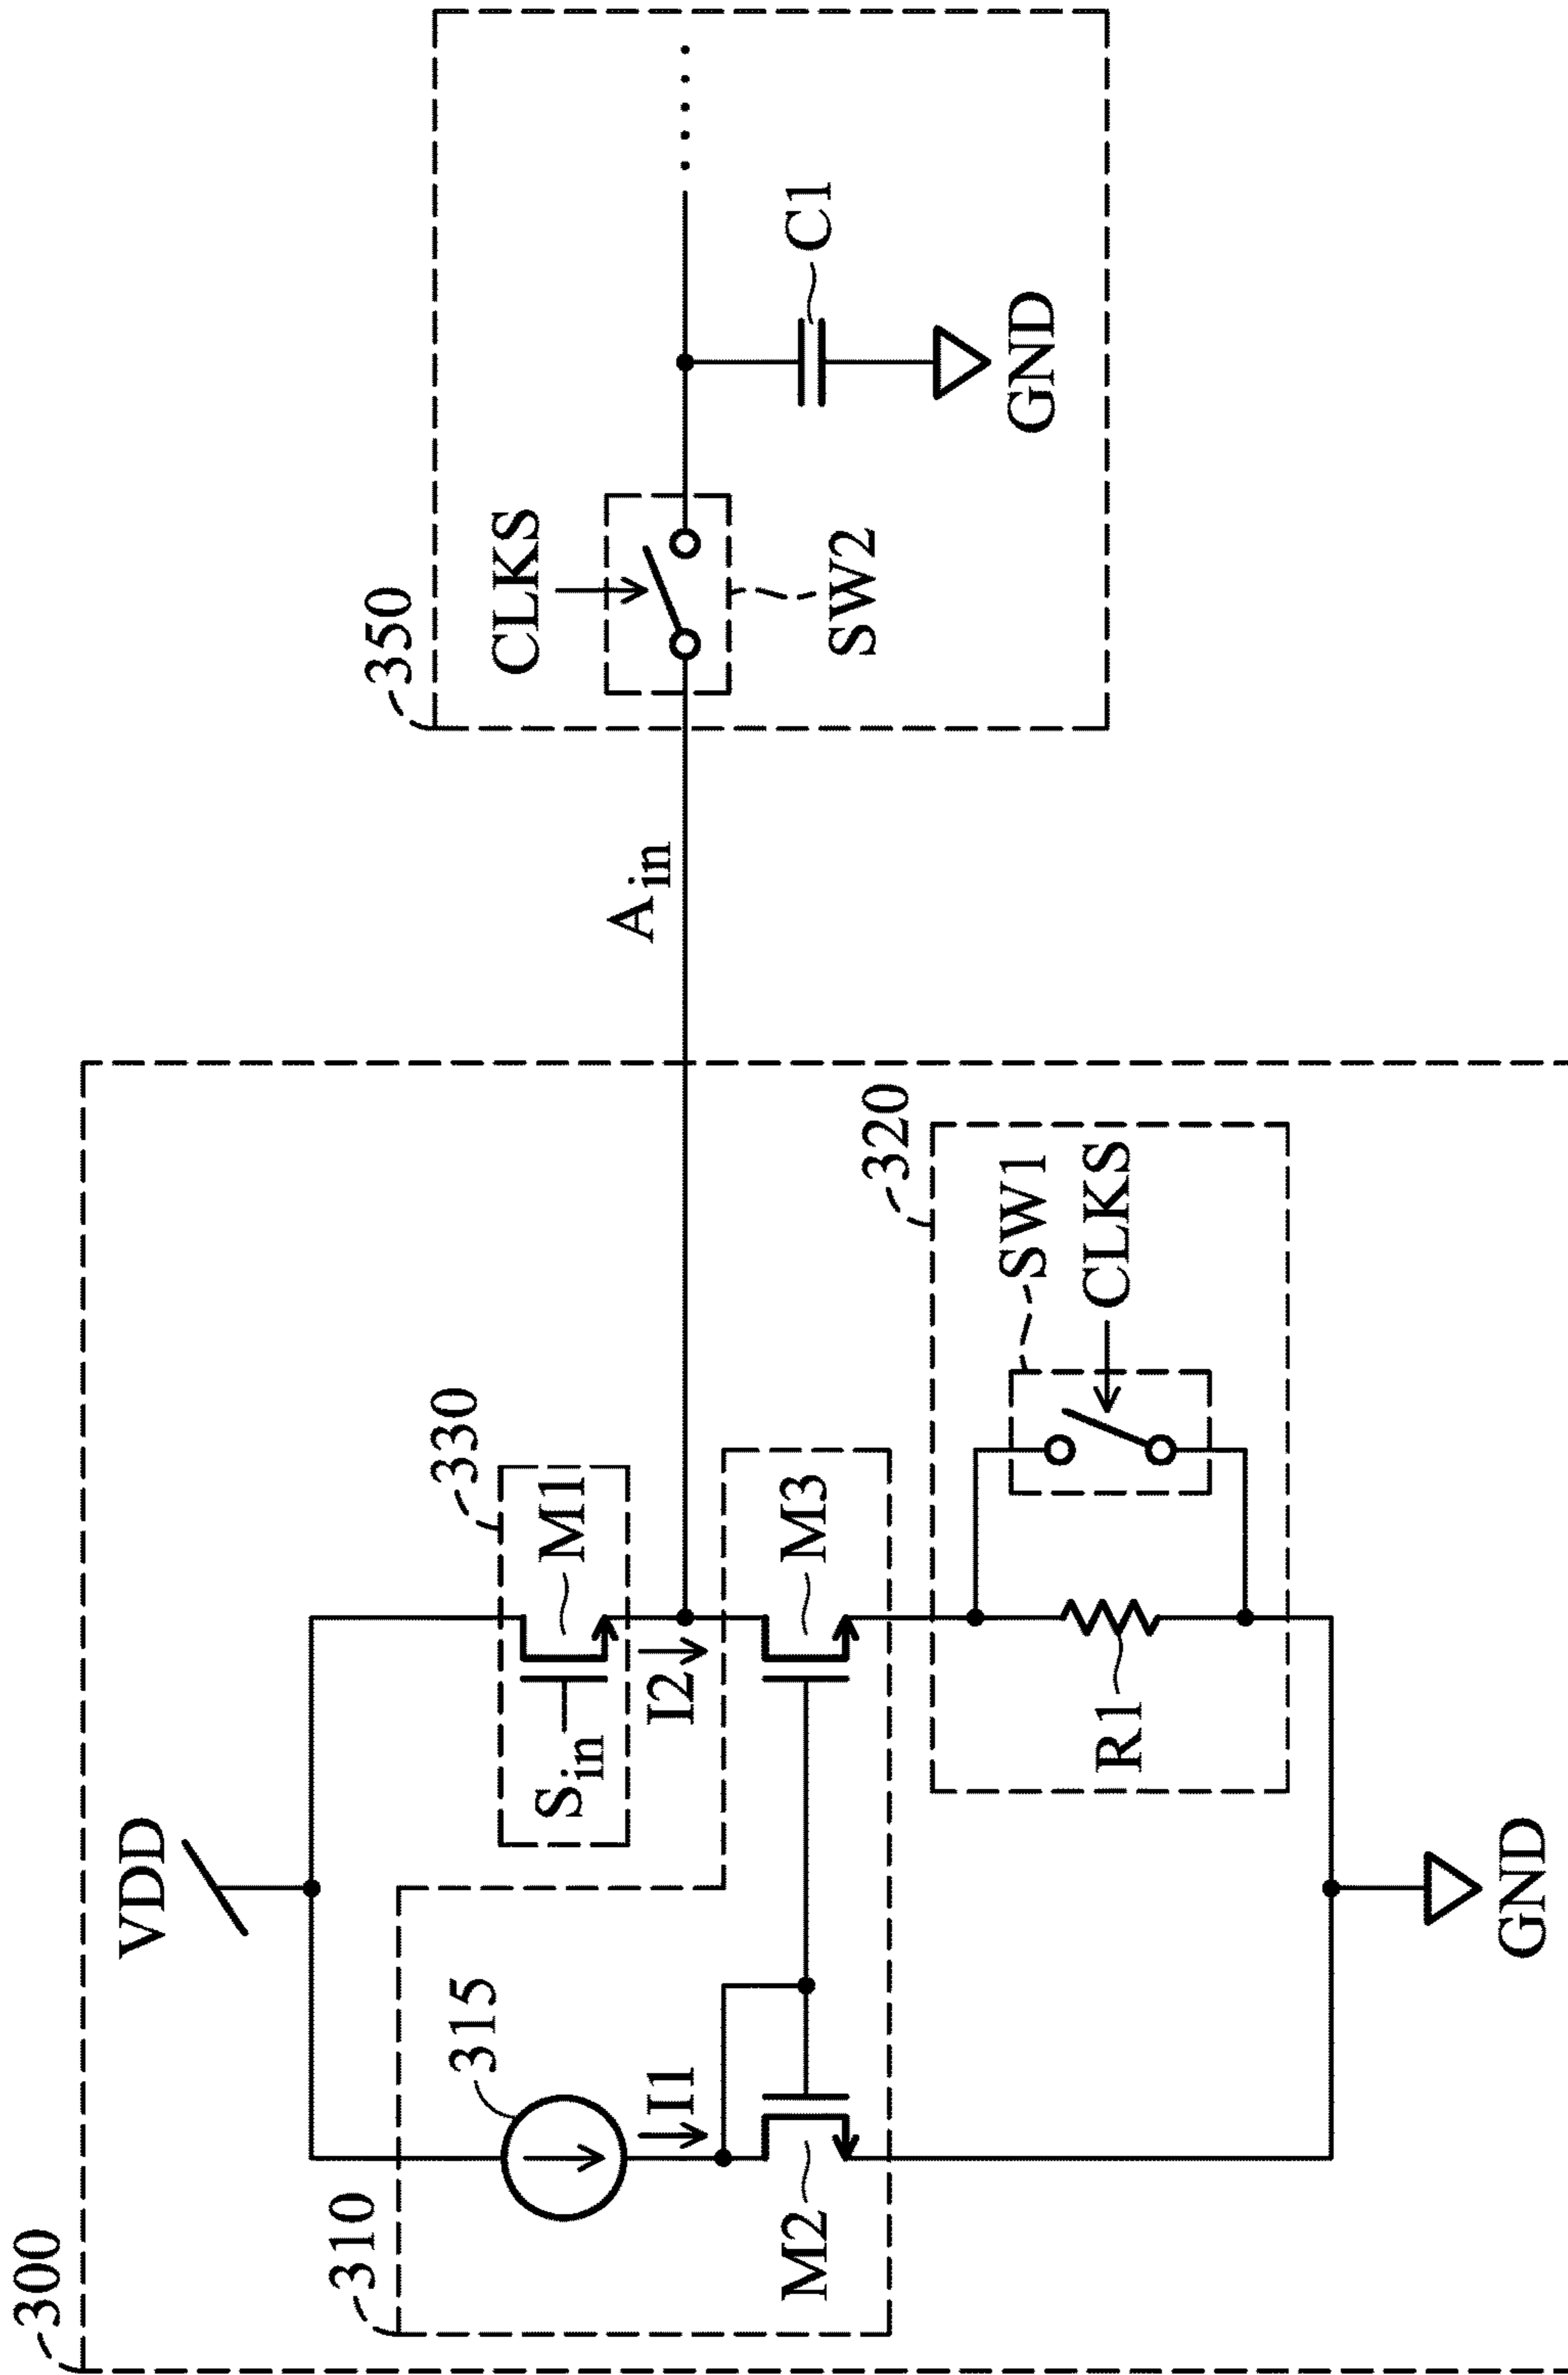 300
VDD
310
315
I1
M2
330
M1
S_in
I2
M3
320
SW1
CLKS
R1
GND
A_in
350
CLKS
SW2
C1
GND